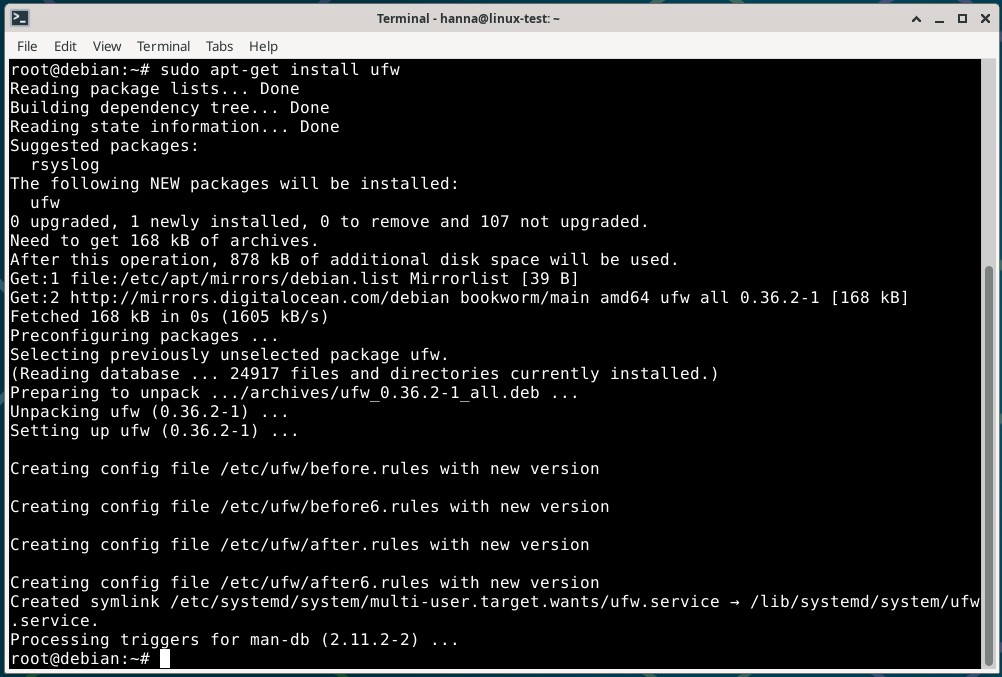 Terminal - hanna@linux-test: ~
File Edit View Terminal Tabs Help
root@debian:~# sudo apt-get install ufw
Reading package lists... Done
Building dependency tree... Done
Reading state information... Done
Suggested packages:
  rsyslog
The following NEW packages will be installed:
  ufw
0 upgraded, 1 newly installed, 0 to remove and 107 not upgraded.
Need to get 168 kB of archives.
After this operation, 878 kB of additional disk space will be used.
Get:1 file:/etc/apt/mirrors/debian.list Mirrorlist [39 B]
Get:2 http://mirrors.digitalocean.com/debian bookworm/main amd64 ufw all 0.36.2-1 [168 kB]
Fetched 168 kB in 0s (1605 kB/s)
Preconfiguring packages ...
Selecting previously unselected package ufw.
(Reading database ... 24917 files and directories currently installed.)
Preparing to unpack .../archives/ufw_0.36.2-1_all.deb ...
Unpacking ufw (0.36.2-1) ...
Setting up ufw (0.36.2-1) ...

Creating config file /etc/ufw/before.rules with new version

Creating config file /etc/ufw/before6.rules with new version

Creating config file /etc/ufw/after.rules with new version

Creating config file /etc/ufw/after6.rules with new version
Created symlink /etc/systemd/system/multi-user.target.wants/ufw.service → /lib/systemd/system/ufw
.service.
Processing triggers for man-db (2.11.2-2) ...
root@debian:~#